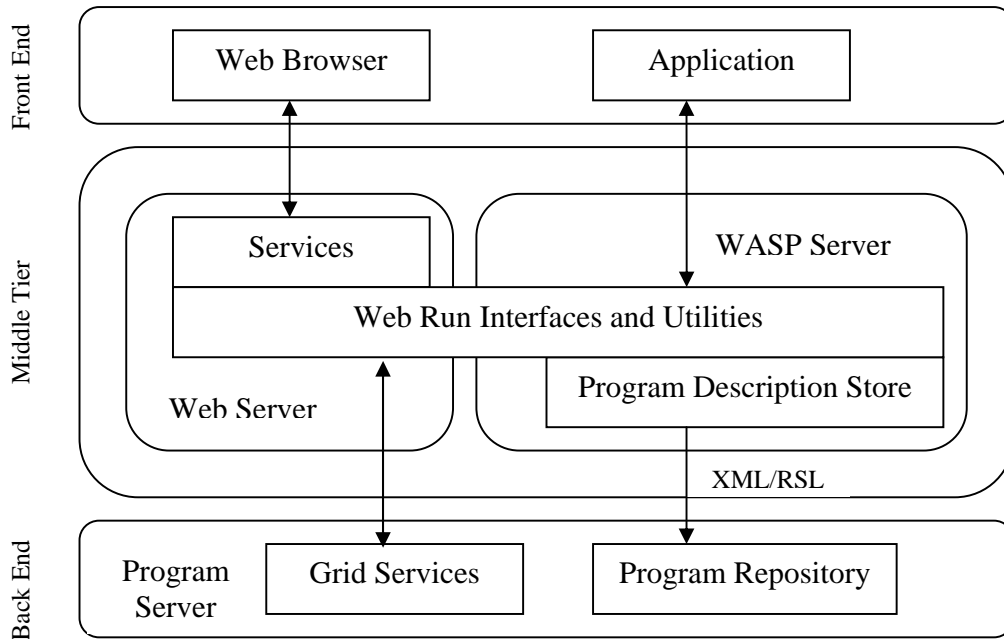 Front End
Web Browser
Application
Middle Tier
Services
WASP Server
Web Run Interfaces and Utilities
Program Description Store
Web Server
XML/RSL
Back End
Program
Server
Grid Services
Program Repository